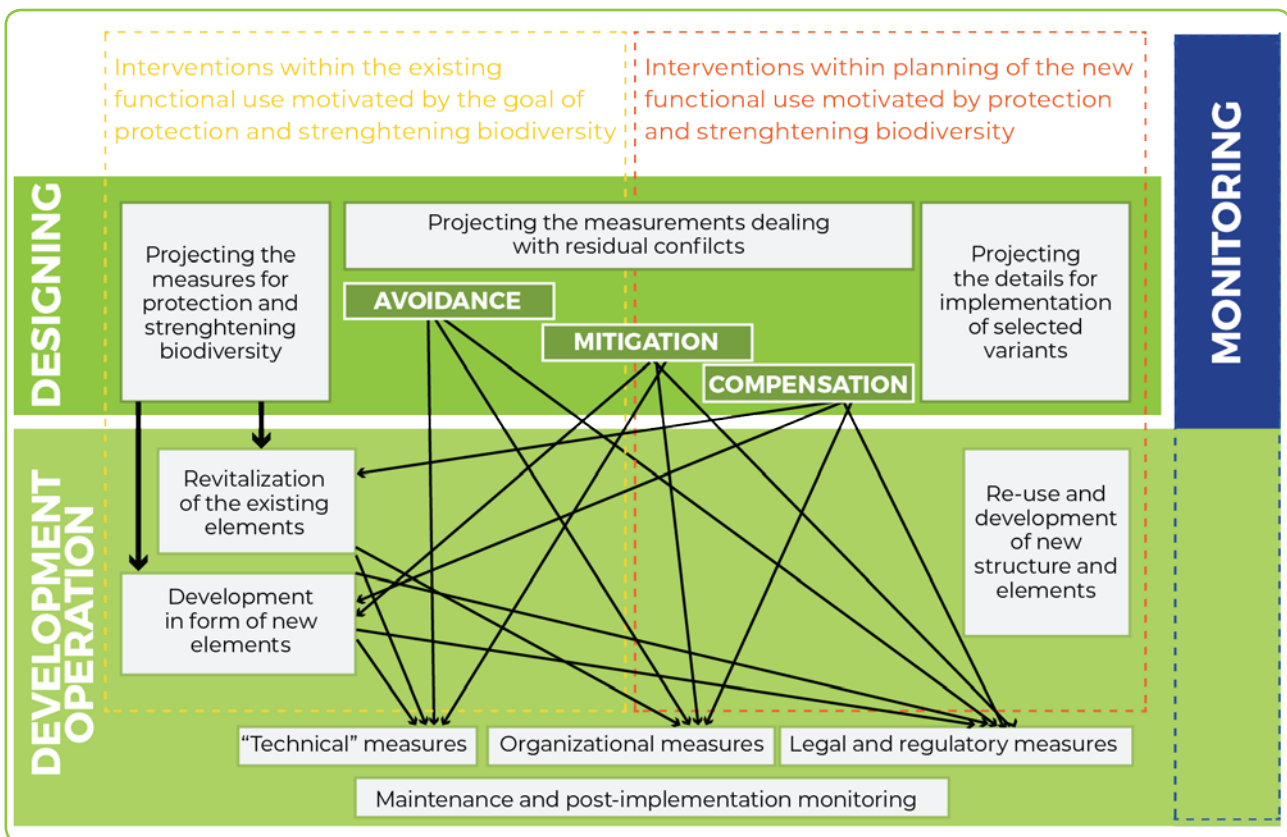 Interventions within the existing
functional use motivated by the goal of
protection and strenghtening biodiversity
Interventions within planning of the new
functional use motivated by protection
and strenghtening biodiversity
MONITORING
DESIGNING
Projecting the
measures for
protection and
strenghtening
biodiversity
Projecting the measurements dealing
with residual confilcts
Projecting
the details for
implementation
of selected
variants
AVOIDANCE
MITIGATION
COMPENSATION
DEVELOPMENT
OPERATION
Revitalization
of the existing
elements
Development
in form of new
elements
Re-use and
development
of new
structure and
elements
“Technical” measures
Organizational measures
Legal and regulatory measures
Maintenance and post-implementation monitoring